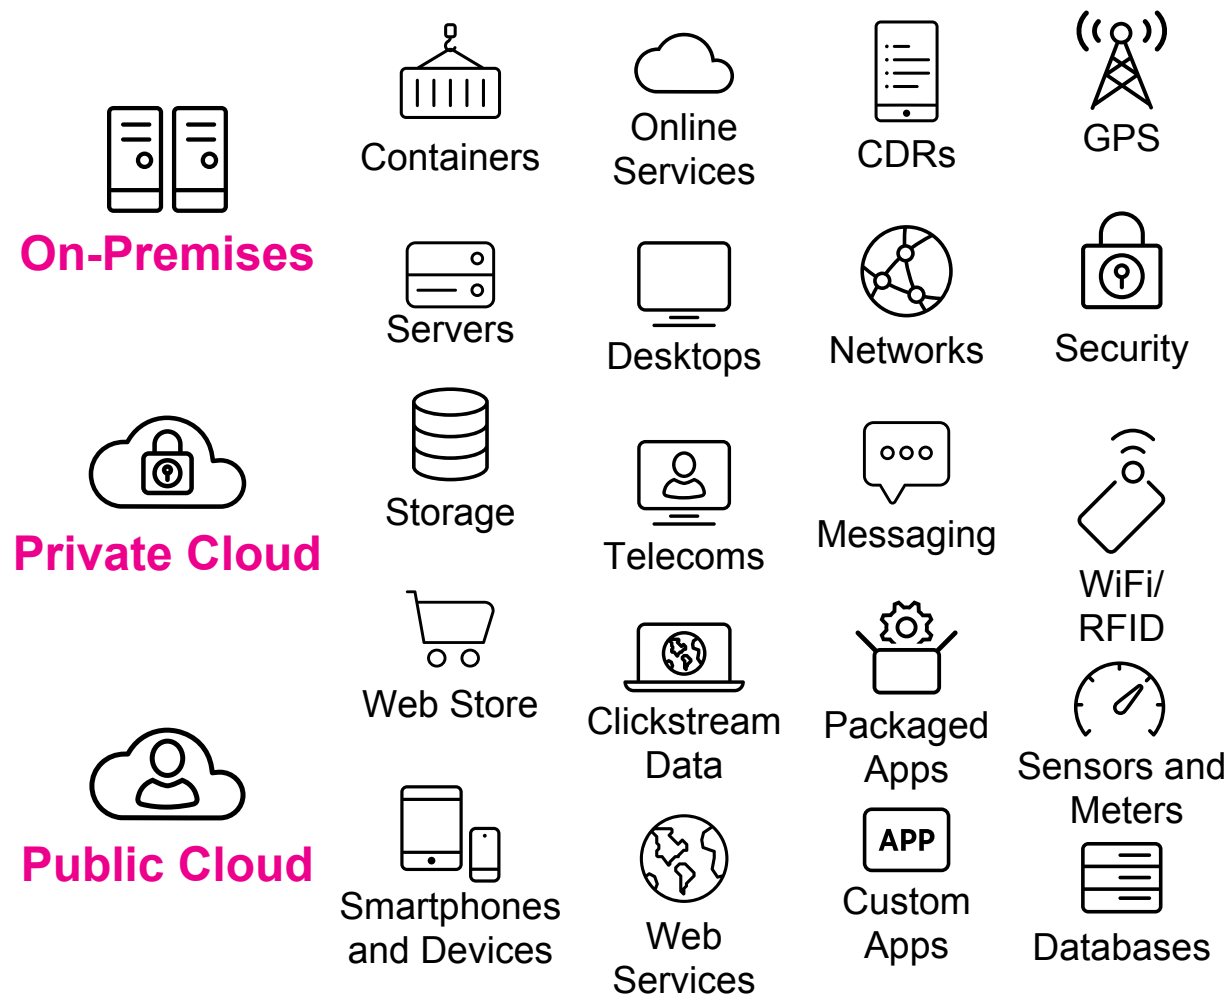 On-Premises
Private Cloud
Public Cloud
Containers
Servers
Storage
Web Store
Smartphones
and Devices
Online
Services
Desktops
Telecoms
Clickstream
Data
Web
Services
CDRs
Networks
Messaging
Packaged
Apps
APP
Custom
Apps
GPS
Security
WiFi/
RFID
Sensors and
Meters
Databases